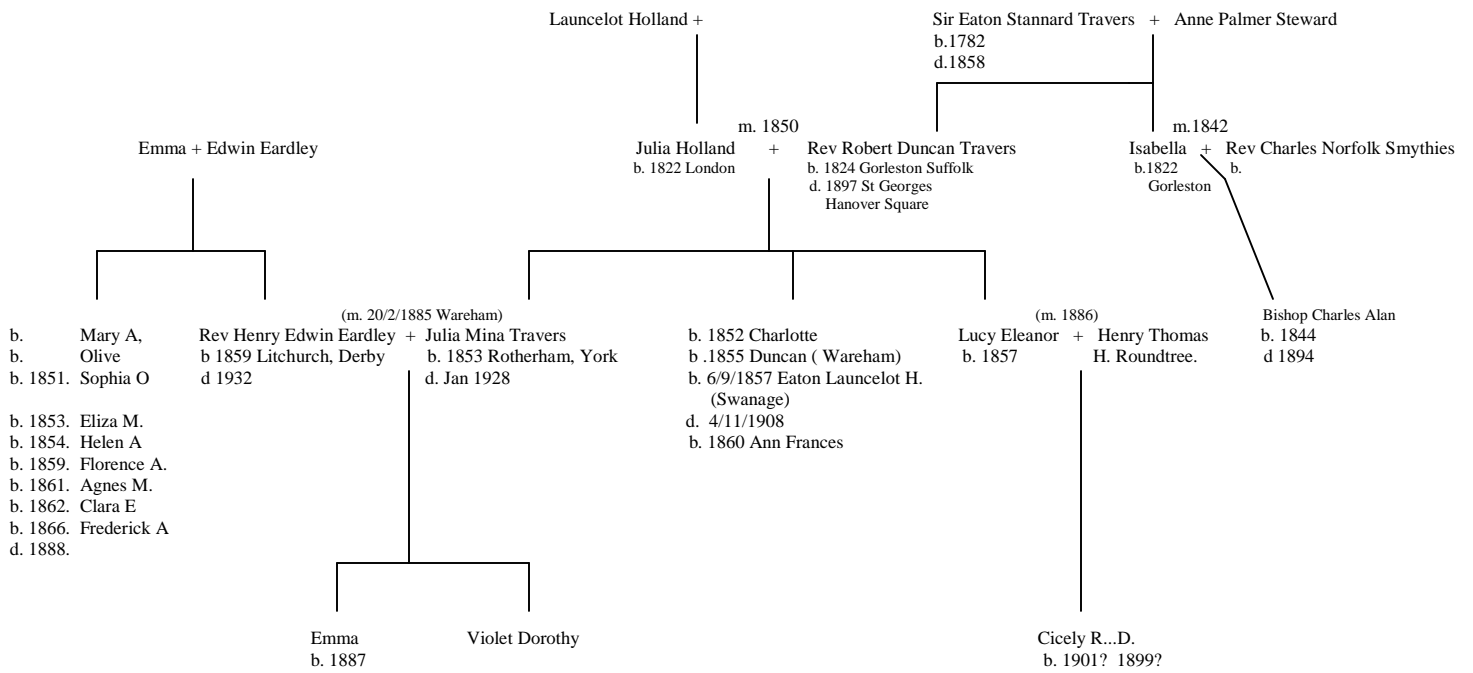 Launcelot Holland +
Sir Eaton Stannard Travers + Anne Palmer Steward
b.1782
d.1858
m. 1850
m.1842
Emma + Edwin Eardley
Julia Holland + Rev Robert Duncan Travers
b. 1822 London
b. 1824 Gorleston Suffolk
d. 1897 St Georges
Hanover Square
Isabella + Rev Charles Norfolk Smythies
b.1822 b.
Gorleston
b. Mary A,
b. Olive
b. 1851. Sophia O
b. 1853. Eliza M.
b. 1854. Helen A
b. 1859. Florence A.
b. 1861. Agnes M.
b. 1862. Clara E
b. 1866. Frederick A
d. 1888.
(m. 20/2/1885 Wareham)
Rev Henry Edwin Eardley + Julia Mina Travers
b 1859 Litchurch, Derby b. 1853 Rotherham, York
d 1932 d. Jan 1928
b. 1852 Charlotte
b .1855 Duncan ( Wareham)
b. 6/9/1857 Eaton Launcelot H.
(Swanage)
d. 4/11/1908
b. 1860 Ann Frances
(m. 1886)
Lucy Eleanor + Henry Thomas
b. 1857 H. Roundtree.
Bishop Charles Alan
b. 1844
d 1894
Emma
b. 1887
Violet Dorothy
Cicely R...D.
b. 1901? 1899?